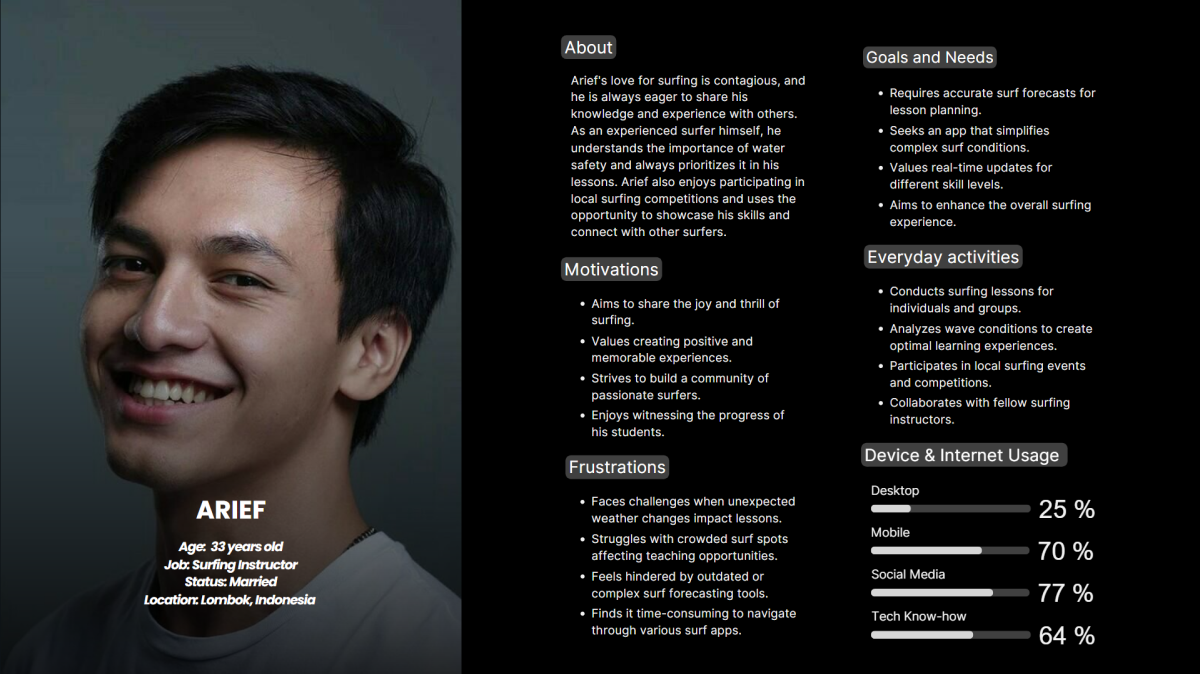 ARIEF
Age: 33 years old
Job: Surfing Instructor
Status: Married
Location: Lombok, Indonesia
About
Arief's love for surfing is contagious, and
he is always eager to share his
knowledge and experience with others.
As an experienced surfer himself, he
understands the importance of water
safety and always prioritizes it in his
lessons. Arief also enjoys participating in
local surfing competitions and uses the
opportunity to showcase his skills and
connect with other surfers.
Motivations
• Aims to share the joy and thrill of
surfing.
• Values creating positive and
memorable experiences.
• Strives to build a community of
passionate surfers.
• Enjoys witnessing the progress of
his students.
Frustrations
• Faces challenges when unexpected
weather changes impact lessons.
• Struggles with crowded surf spots
affecting teaching opportunities.
• Feels hindered by outdated or
complex surf forecasting tools.
• Finds it time-consuming to navigate
through various surf apps.
Goals and Needs
• Requires accurate surf forecasts for
lesson planning.
• Seeks an app that simplifies
complex surf conditions.
• Values real-time updates for
different skill levels.
• Aims to enhance the overall surfing
experience.
Everyday activities
• Conducts surfing lessons for
individuals and groups.
• Analyzes wave conditions to create
optimal learning experiences.
• Participates in local surfing events
and competitions.
• Collaborates with fellow surfing
instructors.
Device & Internet Usage
Desktop
25 %
Mobile
70 %
Social Media
77 %
Tech Know-how
64 %